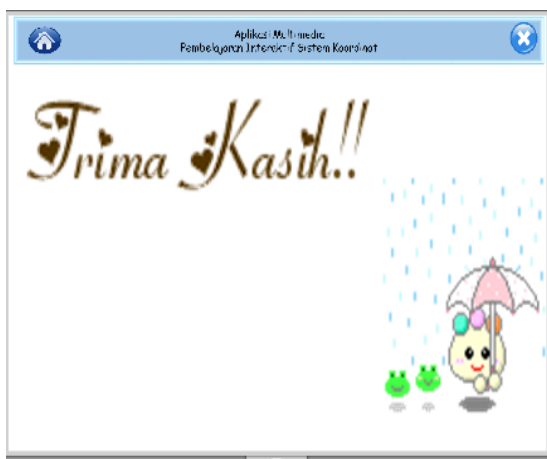 Aplikasi Multimedia
Pembelajaran Interaktif Sistem Koordinat
Trima Kasih!!